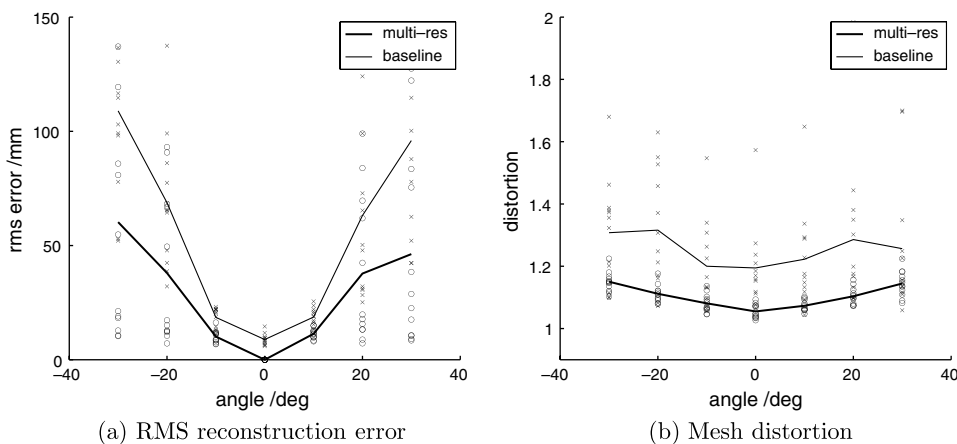 150
100
50
0
−40
−20
0
20
40
rms error /mm
angle /deg
multi−res
baseline
(a) RMS reconstruction error
2
1.8
1.6
1.4
1.2
1
−40
−20
0
20
40
distortion
angle /deg
multi−res
baseline
(b) Mesh distortion